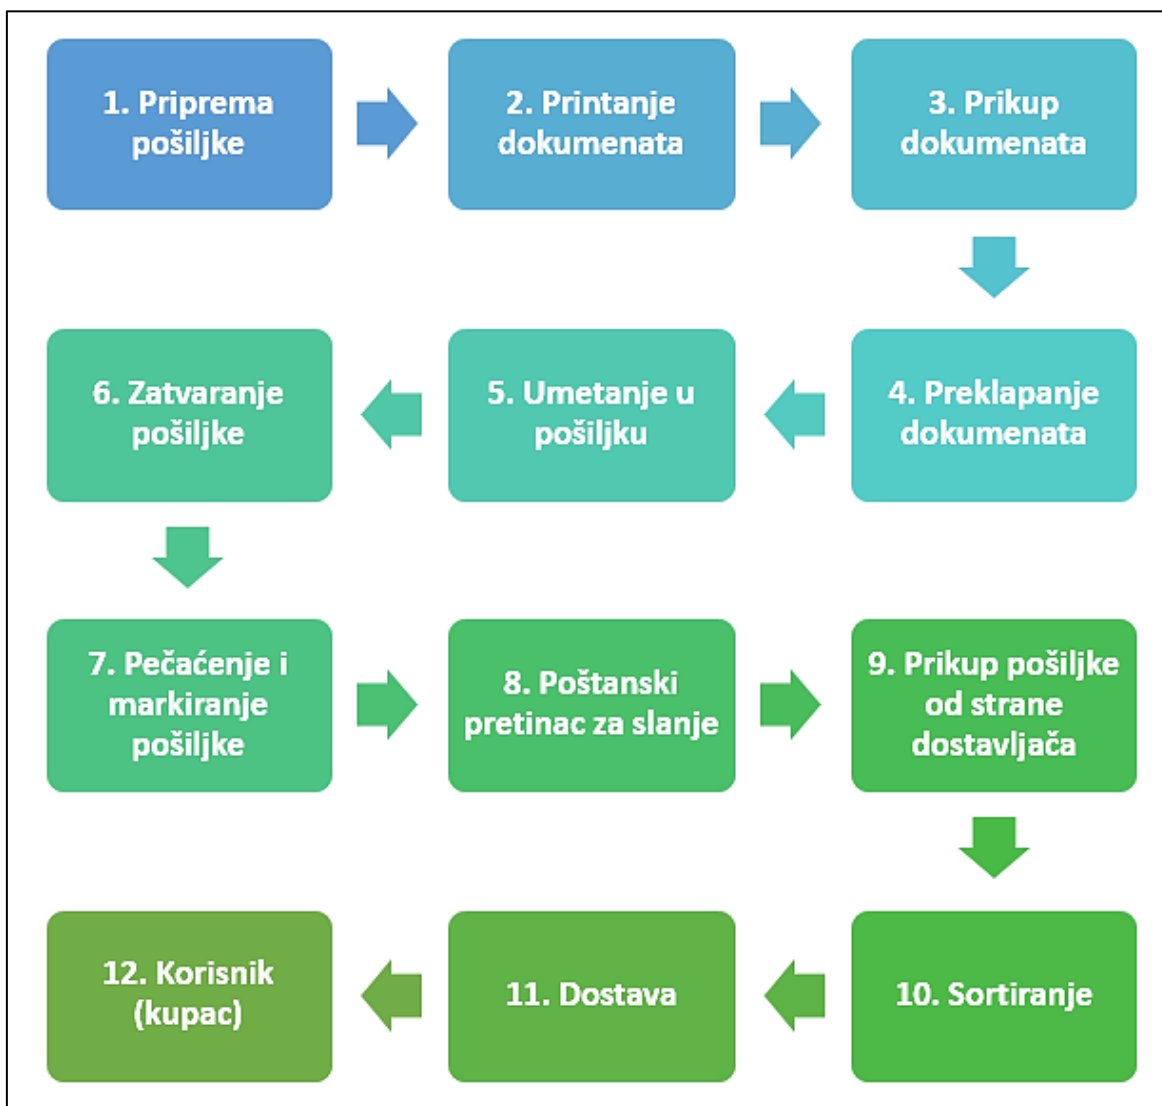 1. Priprema
pošiljke
2. Printanje
dokumenata
3. Prikup
dokumenata
4. Preklapanje
dokumenata
5. Umetanje u
pošiljku
6. Zatvaranje
pošiljke
7. Pečaćenje i
markiranje
pošiljke
8. Poštanski
pretinac za slanje
9. Prikup pošiljke
od strane
dostavljača
10. Sortiranje
11. Dostava
12. Korisnik
(kupac)